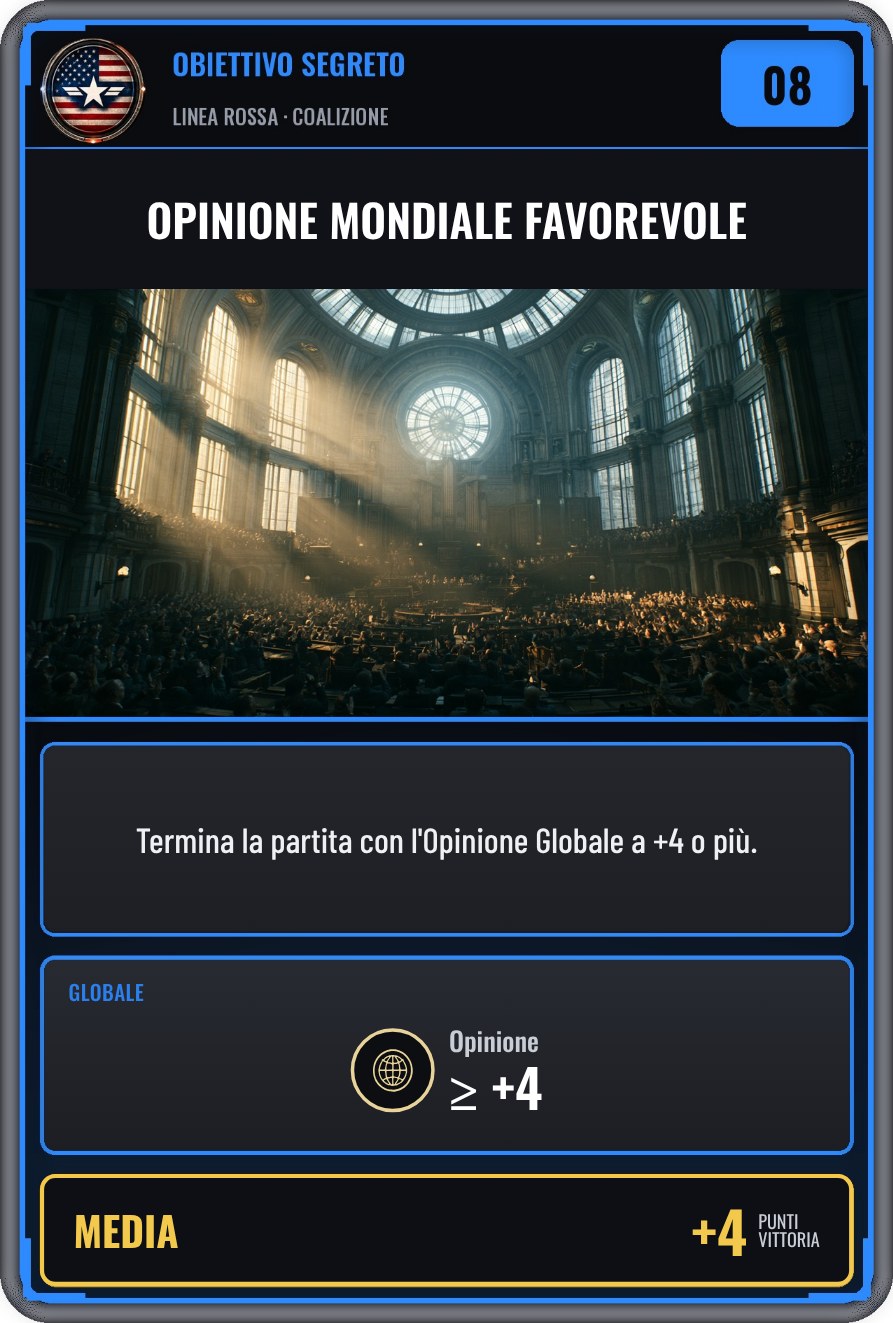 OBIETTIVO SEGRETO
LINEA ROSSA · COALIZIONE
08
OPINIONE MONDIALE FAVOREVOLE
Termina la partita con l'Opinione Globale a +4 o più.
GLOBALE
Opinione
≥ +4
MEDIA
+4
PUNTI
VITTORIA